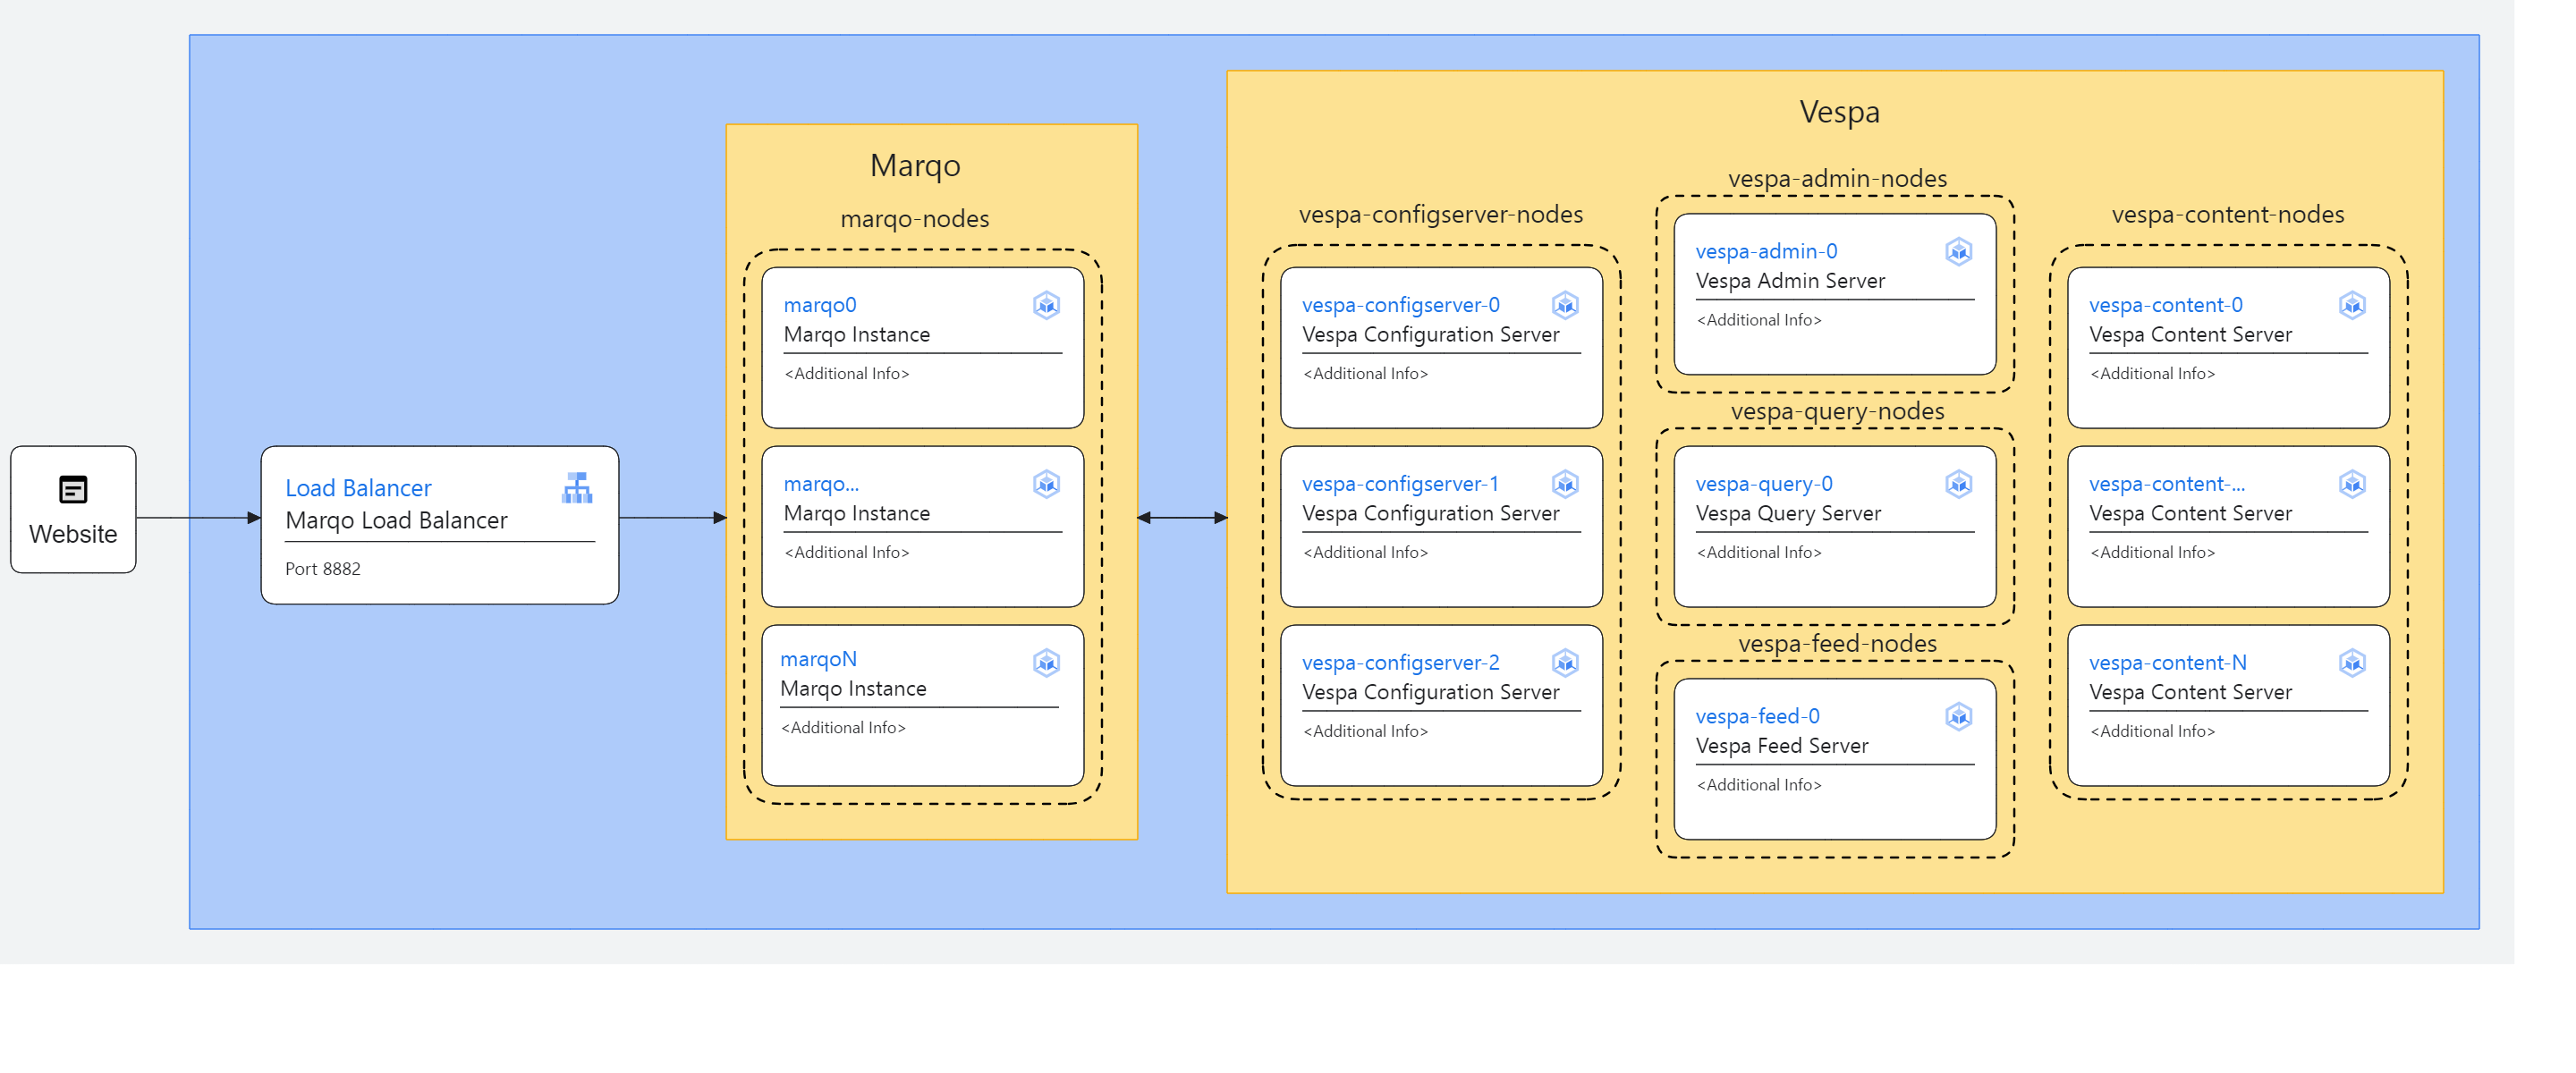 Website
Load Balancer
Marqo Load Balancer
Port 8882
Marqo
marqo-nodes
marqo0
Marqo Instance
<Additional Info>
marqo...
Marqo Instance
<Additional Info>
marqoN
Marqo Instance
<Additional Info>
Vespa
vespa-configserver-nodes
vespa-configserver-0
Vespa Configuration Server
<Additional Info>
vespa-configserver-1
Vespa Configuration Server
<Additional Info>
vespa-configserver-2
Vespa Configuration Server
<Additional Info>
vespa-admin-nodes
vespa-admin-0
Vespa Admin Server
<Additional Info>
vespa-query-nodes
vespa-query-0
Vespa Query Server
<Additional Info>
vespa-feed-nodes
vespa-feed-0
Vespa Feed Server
<Additional Info>
vespa-content-nodes
vespa-content-0
Vespa Content Server
<Additional Info>
vespa-content-...
Vespa Content Server
<Additional Info>
vespa-content-N
Vespa Content Server
<Additional Info>